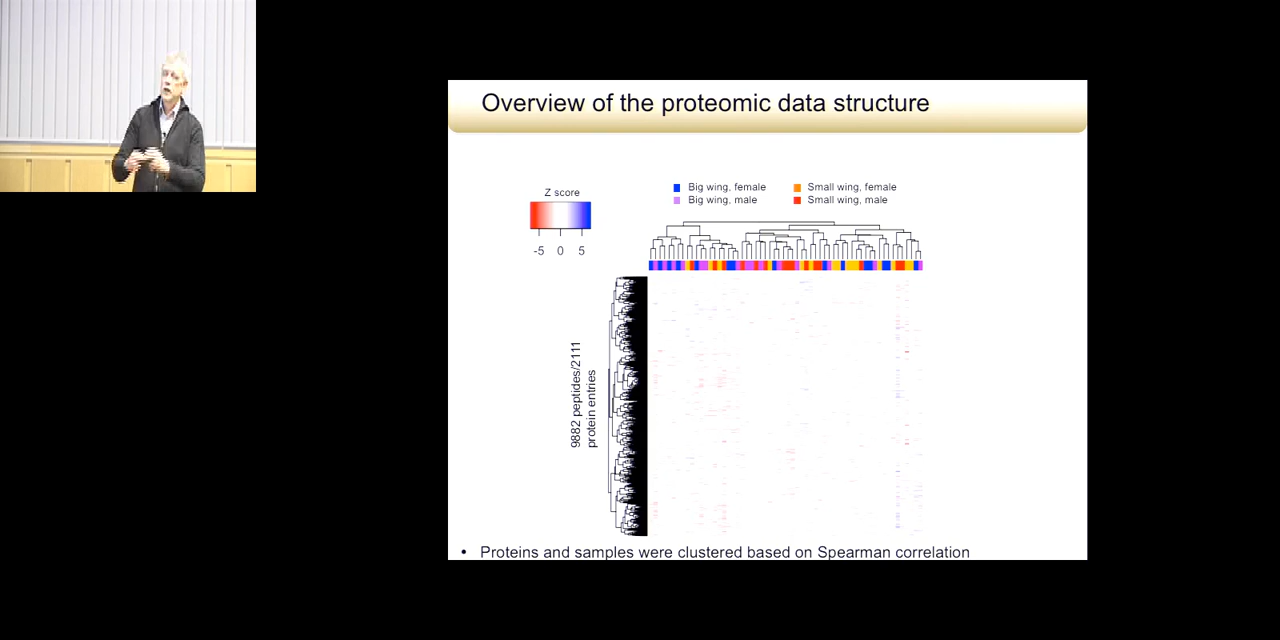 Overview of the proteomic data structure
Z score
-5 0 5
Big wing, female
Big wing, male
Small wing, female
Small wing, male
9882 peptides/2111
protein entries
• Proteins and samples were clustered based on Spearman correlation